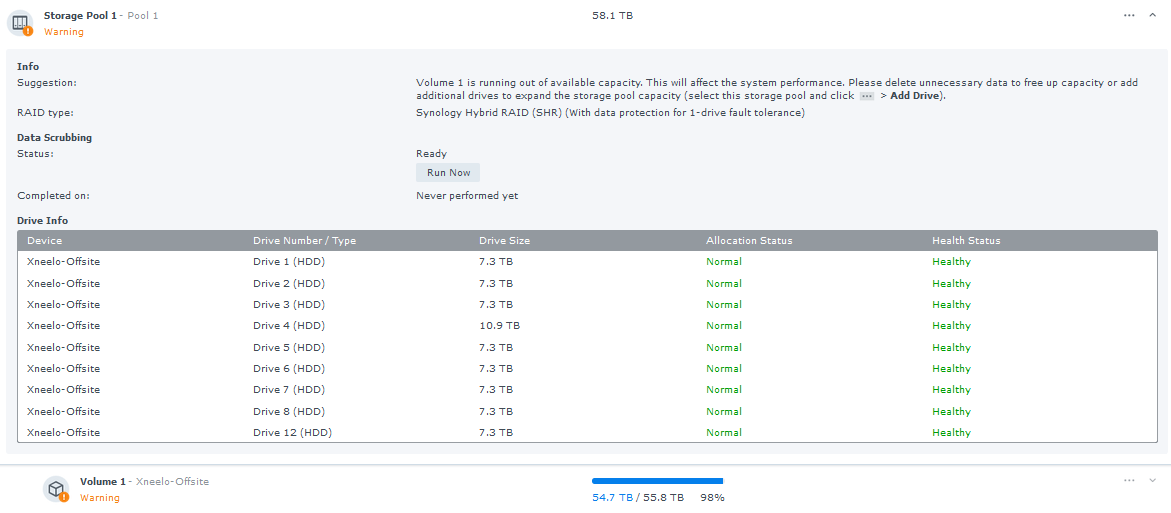 Storage Pool 1 - Pool 1 58.1 TB
Warning
Info
Suggestion: Volume 1 is running out of available capacity. This will affect the system performance. Please delete unnecessary data to free up capacity or add
additional drives to expand the storage pool capacity (select this storage pool and click ··· > Add Drive).
RAID type: Synology Hybrid RAID (SHR) (With data protection for 1-drive fault tolerance)
Data Scrubbing
Status: Ready
Run Now
Completed on: Never performed yet
Drive Info
Device Drive Number / Type Drive Size Allocation Status Health Status
Xneelo-Offsite Drive 1 (HDD) 7.3 TB Normal Healthy
Xneelo-Offsite Drive 2 (HDD) 7.3 TB Normal Healthy
Xneelo-Offsite Drive 3 (HDD) 7.3 TB Normal Healthy
Xneelo-Offsite Drive 4 (HDD) 10.9 TB Normal Healthy
Xneelo-Offsite Drive 5 (HDD) 7.3 TB Normal Healthy
Xneelo-Offsite Drive 6 (HDD) 7.3 TB Normal Healthy
Xneelo-Offsite Drive 7 (HDD) 7.3 TB Normal Healthy
Xneelo-Offsite Drive 8 (HDD) 7.3 TB Normal Healthy
Xneelo-Offsite Drive 12 (HDD) 7.3 TB Normal Healthy
Volume 1 - Xneelo-Offsite
Warning 54.7 TB / 55.8 TB 98%